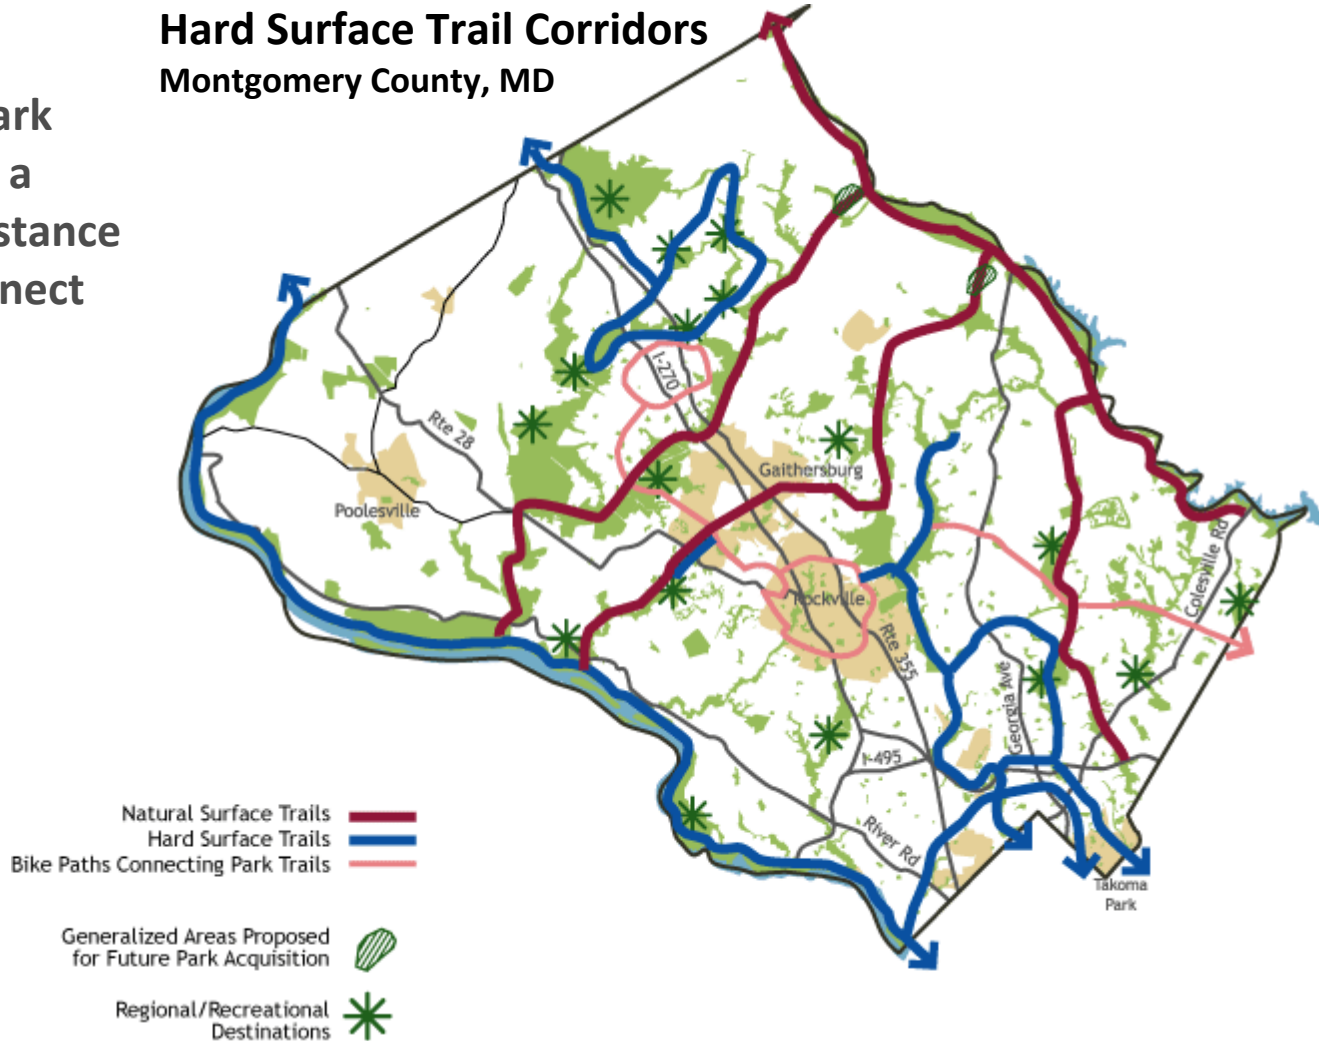 Hard Surface Trail Corridors
Montgomery County, MD
ark
a
stance
nect
I-270
Rte 28
Gaithersburg
Poolesville
Rockville
Colesville Rd
Rte 355
Georgia Ave
I-495
River Rd
Takoma
Park
Natural Surface Trails
Hard Surface Trails
Bike Paths Connecting Park Trails
Generalized Areas Proposed
for Future Park Acquisition
Regional/Recreational
Destinations